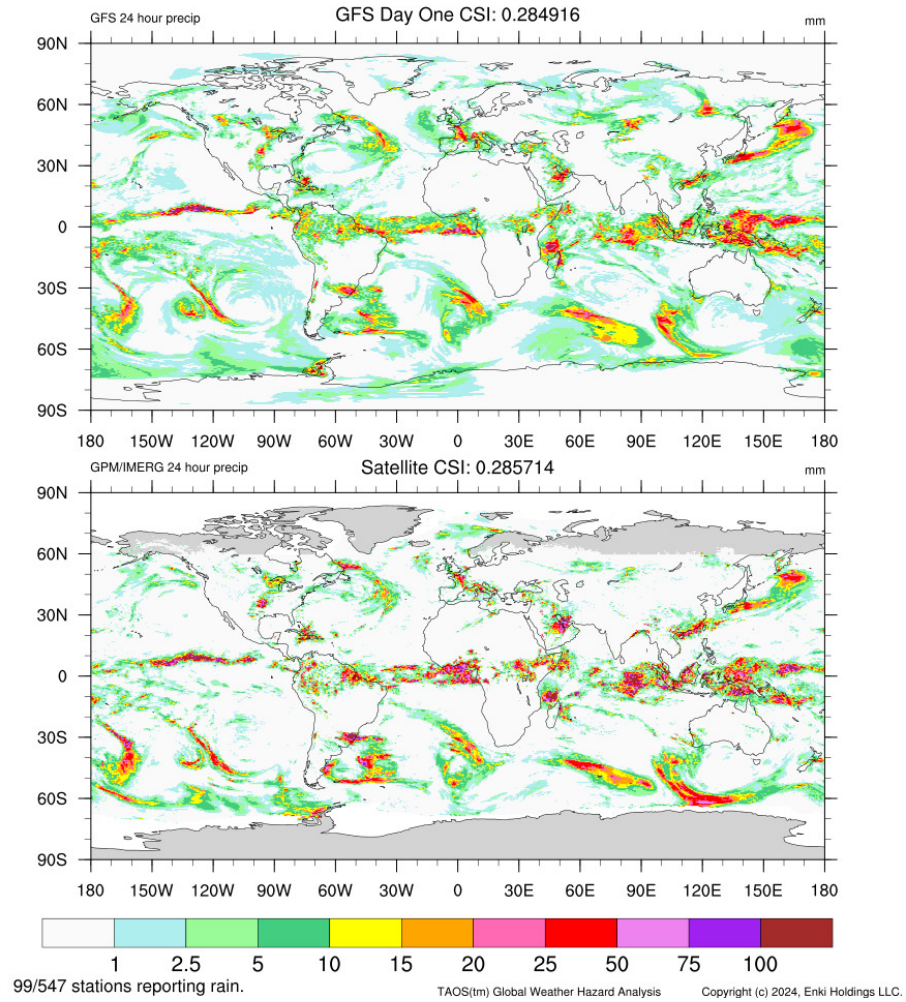 GFS Day One CSI: 0.284916
GFS 24 hour precip
mm
90N
60N
30N
0
30S
60S
90S
180 150W 120W 90W 60W 30W 0 30E 60E 90E 120E 150E 180
Satellite CSI: 0.285714
GPM/IMERG 24 hour precip
mm
90N
60N
30N
0
30S
60S
90S
180 150W 120W 90W 60W 30W 0 30E 60E 90E 120E 150E 180
1 2.5 5 10 15 20 25 50 75 100
99/547 stations reporting rain.
TAOS(tm) Global Weather Hazard Analysis
Copyright (c) 2024, Enki Holdings LLC.